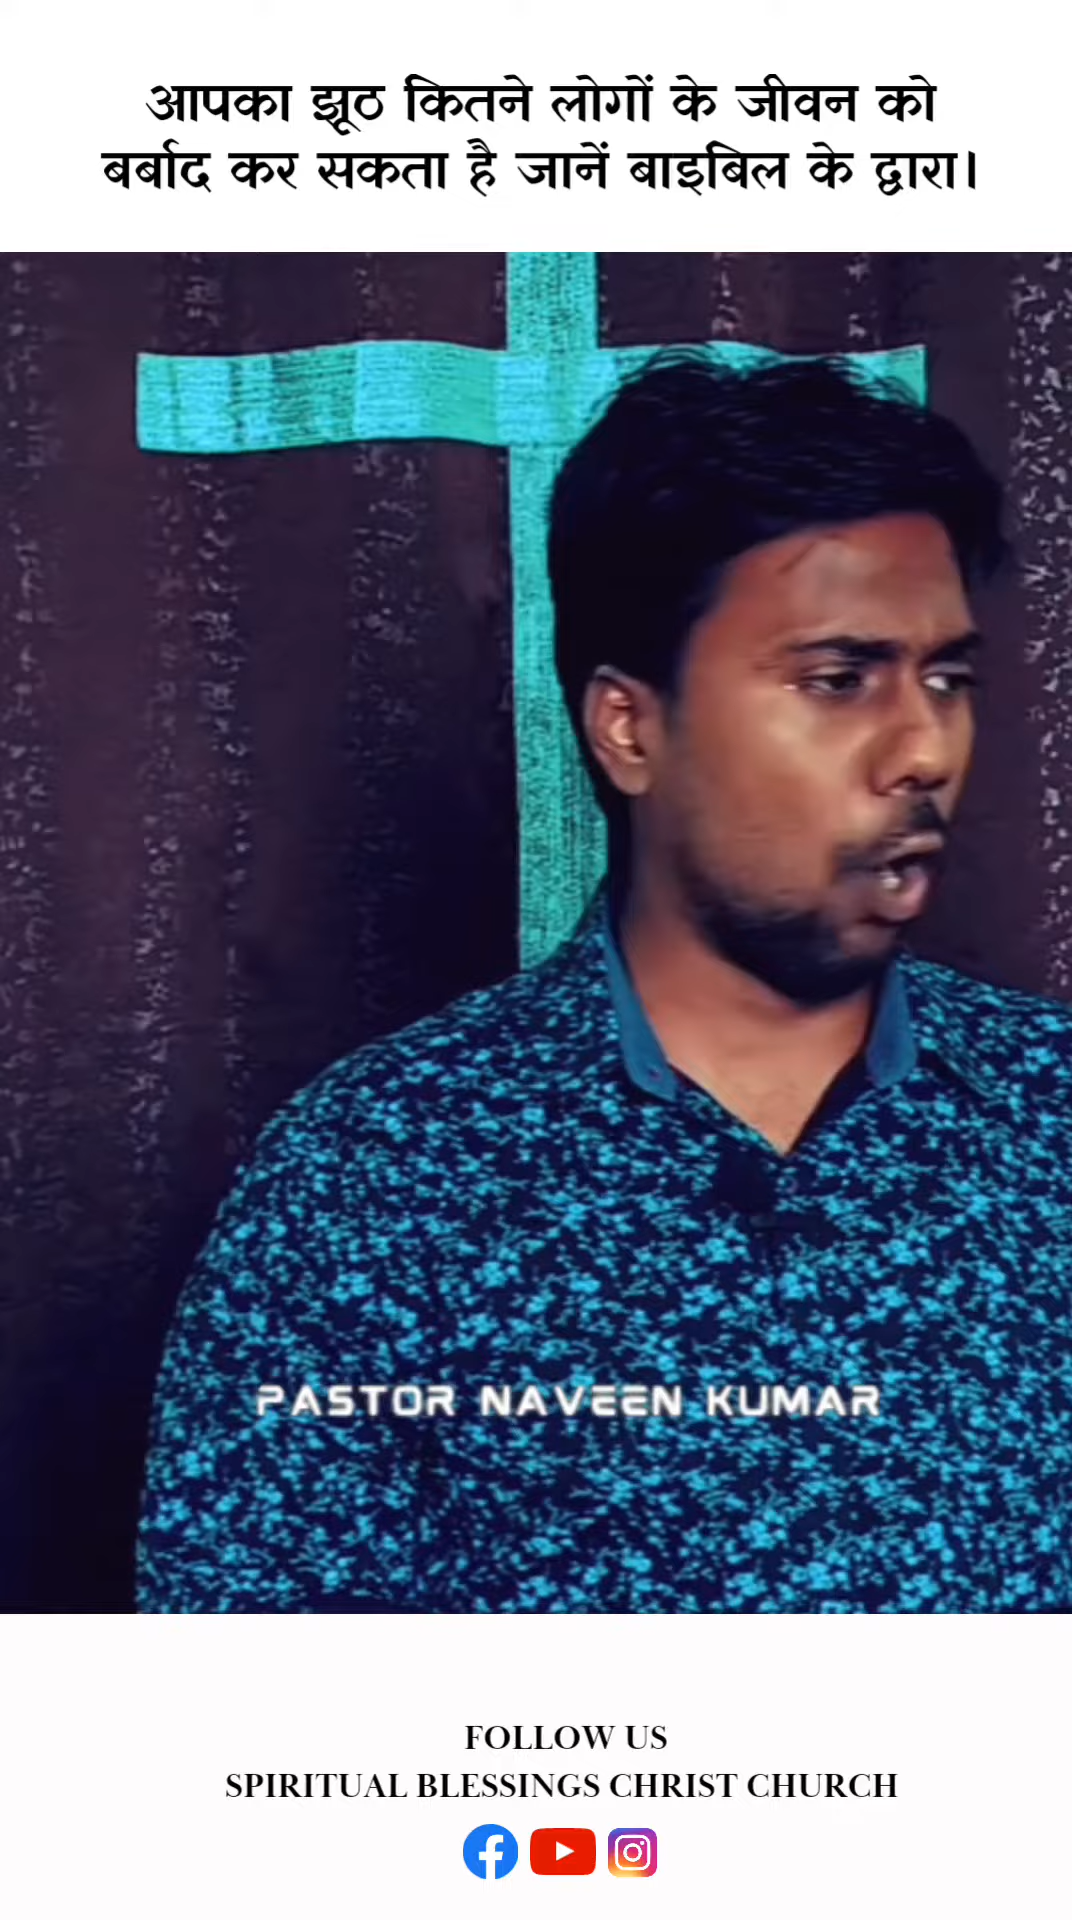 आपका झूठ कितने लोगों के जीवन को
बर्बाद कर सकता है जानें बाइबिल के द्वारा।
PASTOR NAVEEN KUMAR
FOLLOW US
SPIRITUAL BLESSINGS CHRIST CHURCH